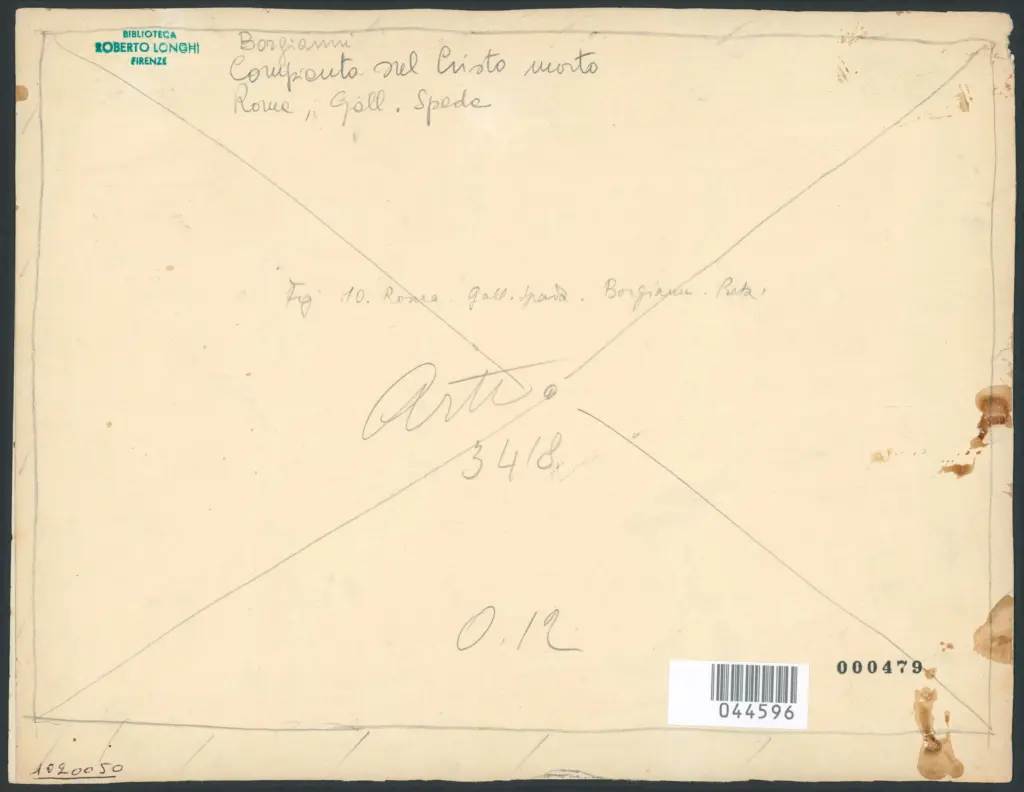 BIBLIOTECA
ROBERTO LONGHI
FIRENZE
Borgianni
Compianto sul Cristo morto
Roma, Gall. Spada
Fig. 10. Roma. Gall. Spada. Borgianni. Pietà.
3418
0.12
000479
044596
1020050